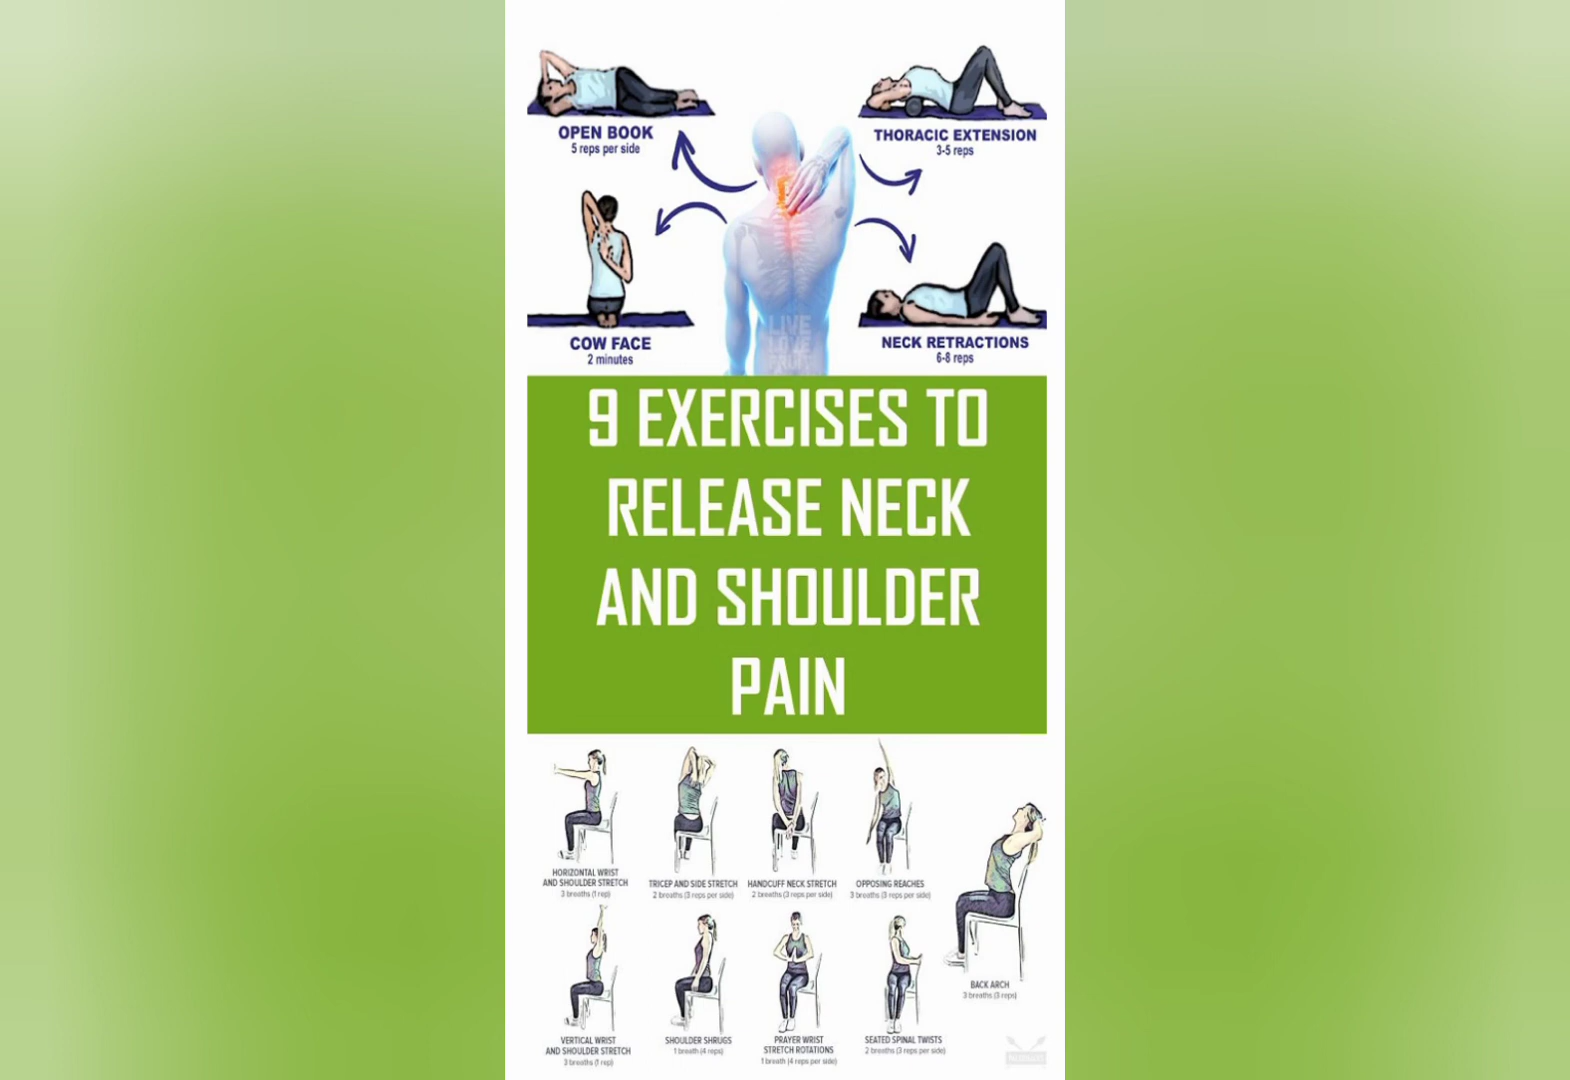 OPEN BOOK
5 reps per side
THORACIC EXTENSION
3-5 reps
COW FACE
2 minutes
NECK RETRACTIONS
6-8 reps
LIVE
LOVE
9 EXERCISES TO
RELEASE NECK
AND SHOULDER
PAIN
HORIZONTAL WRIST
AND SHOULDER STRETCH
3 breaths (1 rep)
TRICEP AND SIDE STRETCH
2 breaths (3 reps per side)
HANDCUFF NECK STRETCH
2 breaths (3 reps per side)
OPPOSING REACHES
3 breaths (3 reps per side)
BACK ARCH
3 breaths (3 reps)
VERTICAL WRIST
AND SHOULDER STRETCH
3 breaths (1 rep)
SHOULDER SHRUGS
1 breath (4 reps)
PRAYER WRIST
STRETCH ROTATIONS
1 breath (4 reps per side)
SEATED SPINAL TWISTS
2 breaths (3 reps per side)